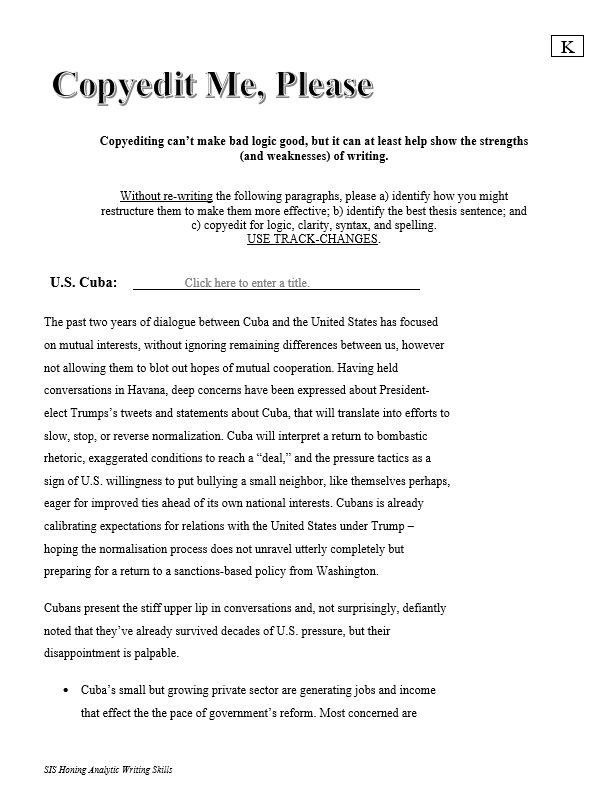 K
Copyedit Me, Please
Copyediting can’t make bad logic good, but it can at least help show the strengths
(and weaknesses) of writing.
Without re-writing the following paragraphs, please a) identify how you might
restructure them to make them more effective; b) identify the best thesis sentence; and
c) copyedit for logic, clarity, syntax, and spelling.
USE TRACK-CHANGES.
U.S. Cuba: Click here to enter a title.
The past two years of dialogue between Cuba and the United States has focused
on mutual interests, without ignoring remaining differences between us, however
not allowing them to blot out hopes of mutual cooperation. Having held
conversations in Havana, deep concerns have been expressed about President-
elect Trumps’s tweets and statements about Cuba, that will translate into efforts to
slow, stop, or reverse normalization. Cuba will interpret a return to bombastic
rhetoric, exaggerated conditions to reach a “deal,” and the pressure tactics as a
sign of U.S. willingness to put bullying a small neighbor, like themselves perhaps,
eager for improved ties ahead of its own national interests. Cubans is already
calibrating expectations for relations with the United States under Trump –
hoping the normalisation process does not unravel utterly completely but
preparing for a return to a sanctions-based policy from Washington.
Cubans present the stiff upper lip in conversations and, not surprisingly, defiantly
noted that they’ve already survived decades of U.S. pressure, but their
disappointment is palpable.
• Cuba’s small but growing private sector are generating jobs and income
that effect the the pace of government’s reform. Most concerned are
SIS Honing Analytic Writing Skills